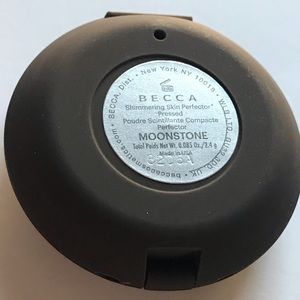 BECCA, Dist. • New York NY 10018 •
BECCA
Shimmering Skin Perfector®
Pressed
Poudre Scintillante Compacte
Perfector
MOONSTONE
Total Poids Net Wt. 0.085 Oz./2.4 g
Made in USA
• beccacosmetics.com •